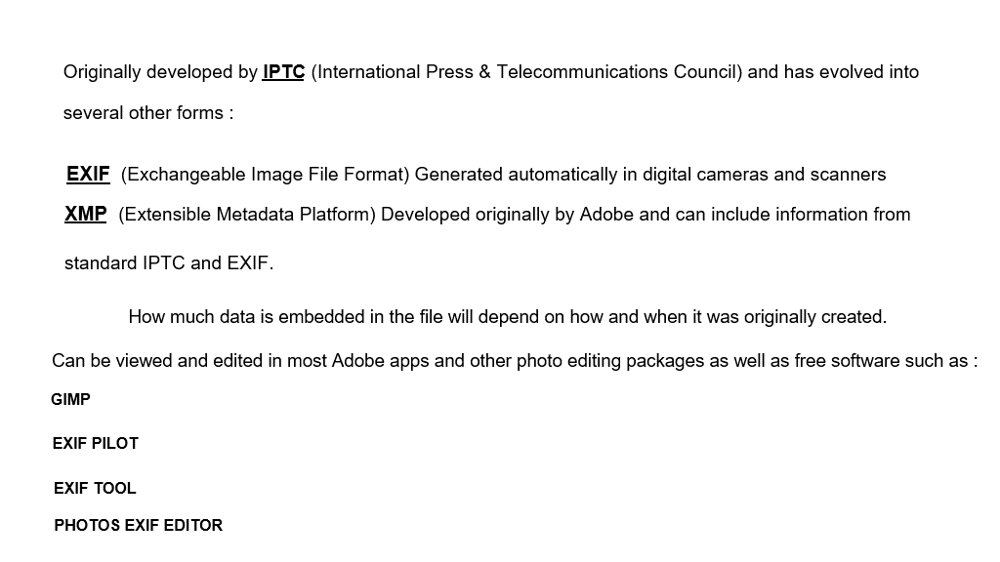 Originally developed by IPTC (International Press & Telecommunications Council) and has evolved into
several other forms :
EXIF (Exchangeable Image File Format) Generated automatically in digital cameras and scanners
XMP (Extensible Metadata Platform) Developed originally by Adobe and can include information from
standard IPTC and EXIF.
How much data is embedded in the file will depend on how and when it was originally created.
Can be viewed and edited in most Adobe apps and other photo editing packages as well as free software such as :
GIMP
EXIF PILOT
EXIF TOOL
PHOTOS EXIF EDITOR